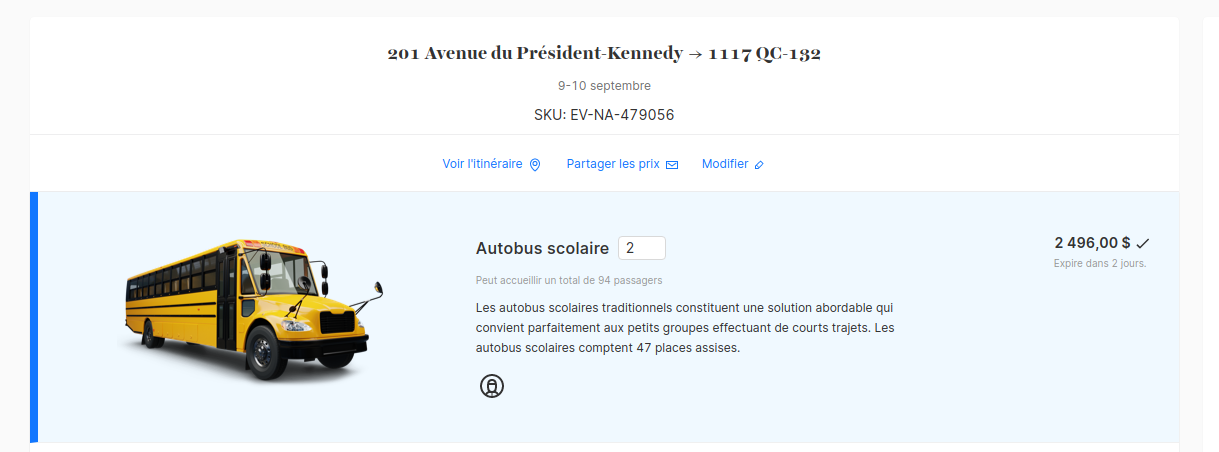 201 Avenue du Président-Kennedy → 1117 QC-132
9-10 septembre
SKU: EV-NA-479056
Voir l'itinéraire
Partager les prix
Modifier
Autobus scolaire 2
2 496,00 $
Expire dans 2 jours.
Peut accueillir un total de 94 passagers
Les autobus scolaires traditionnels constituent une solution abordable qui
convient parfaitement aux petits groupes effectuant de courts trajets. Les
autobus scolaires comptent 47 places assises.